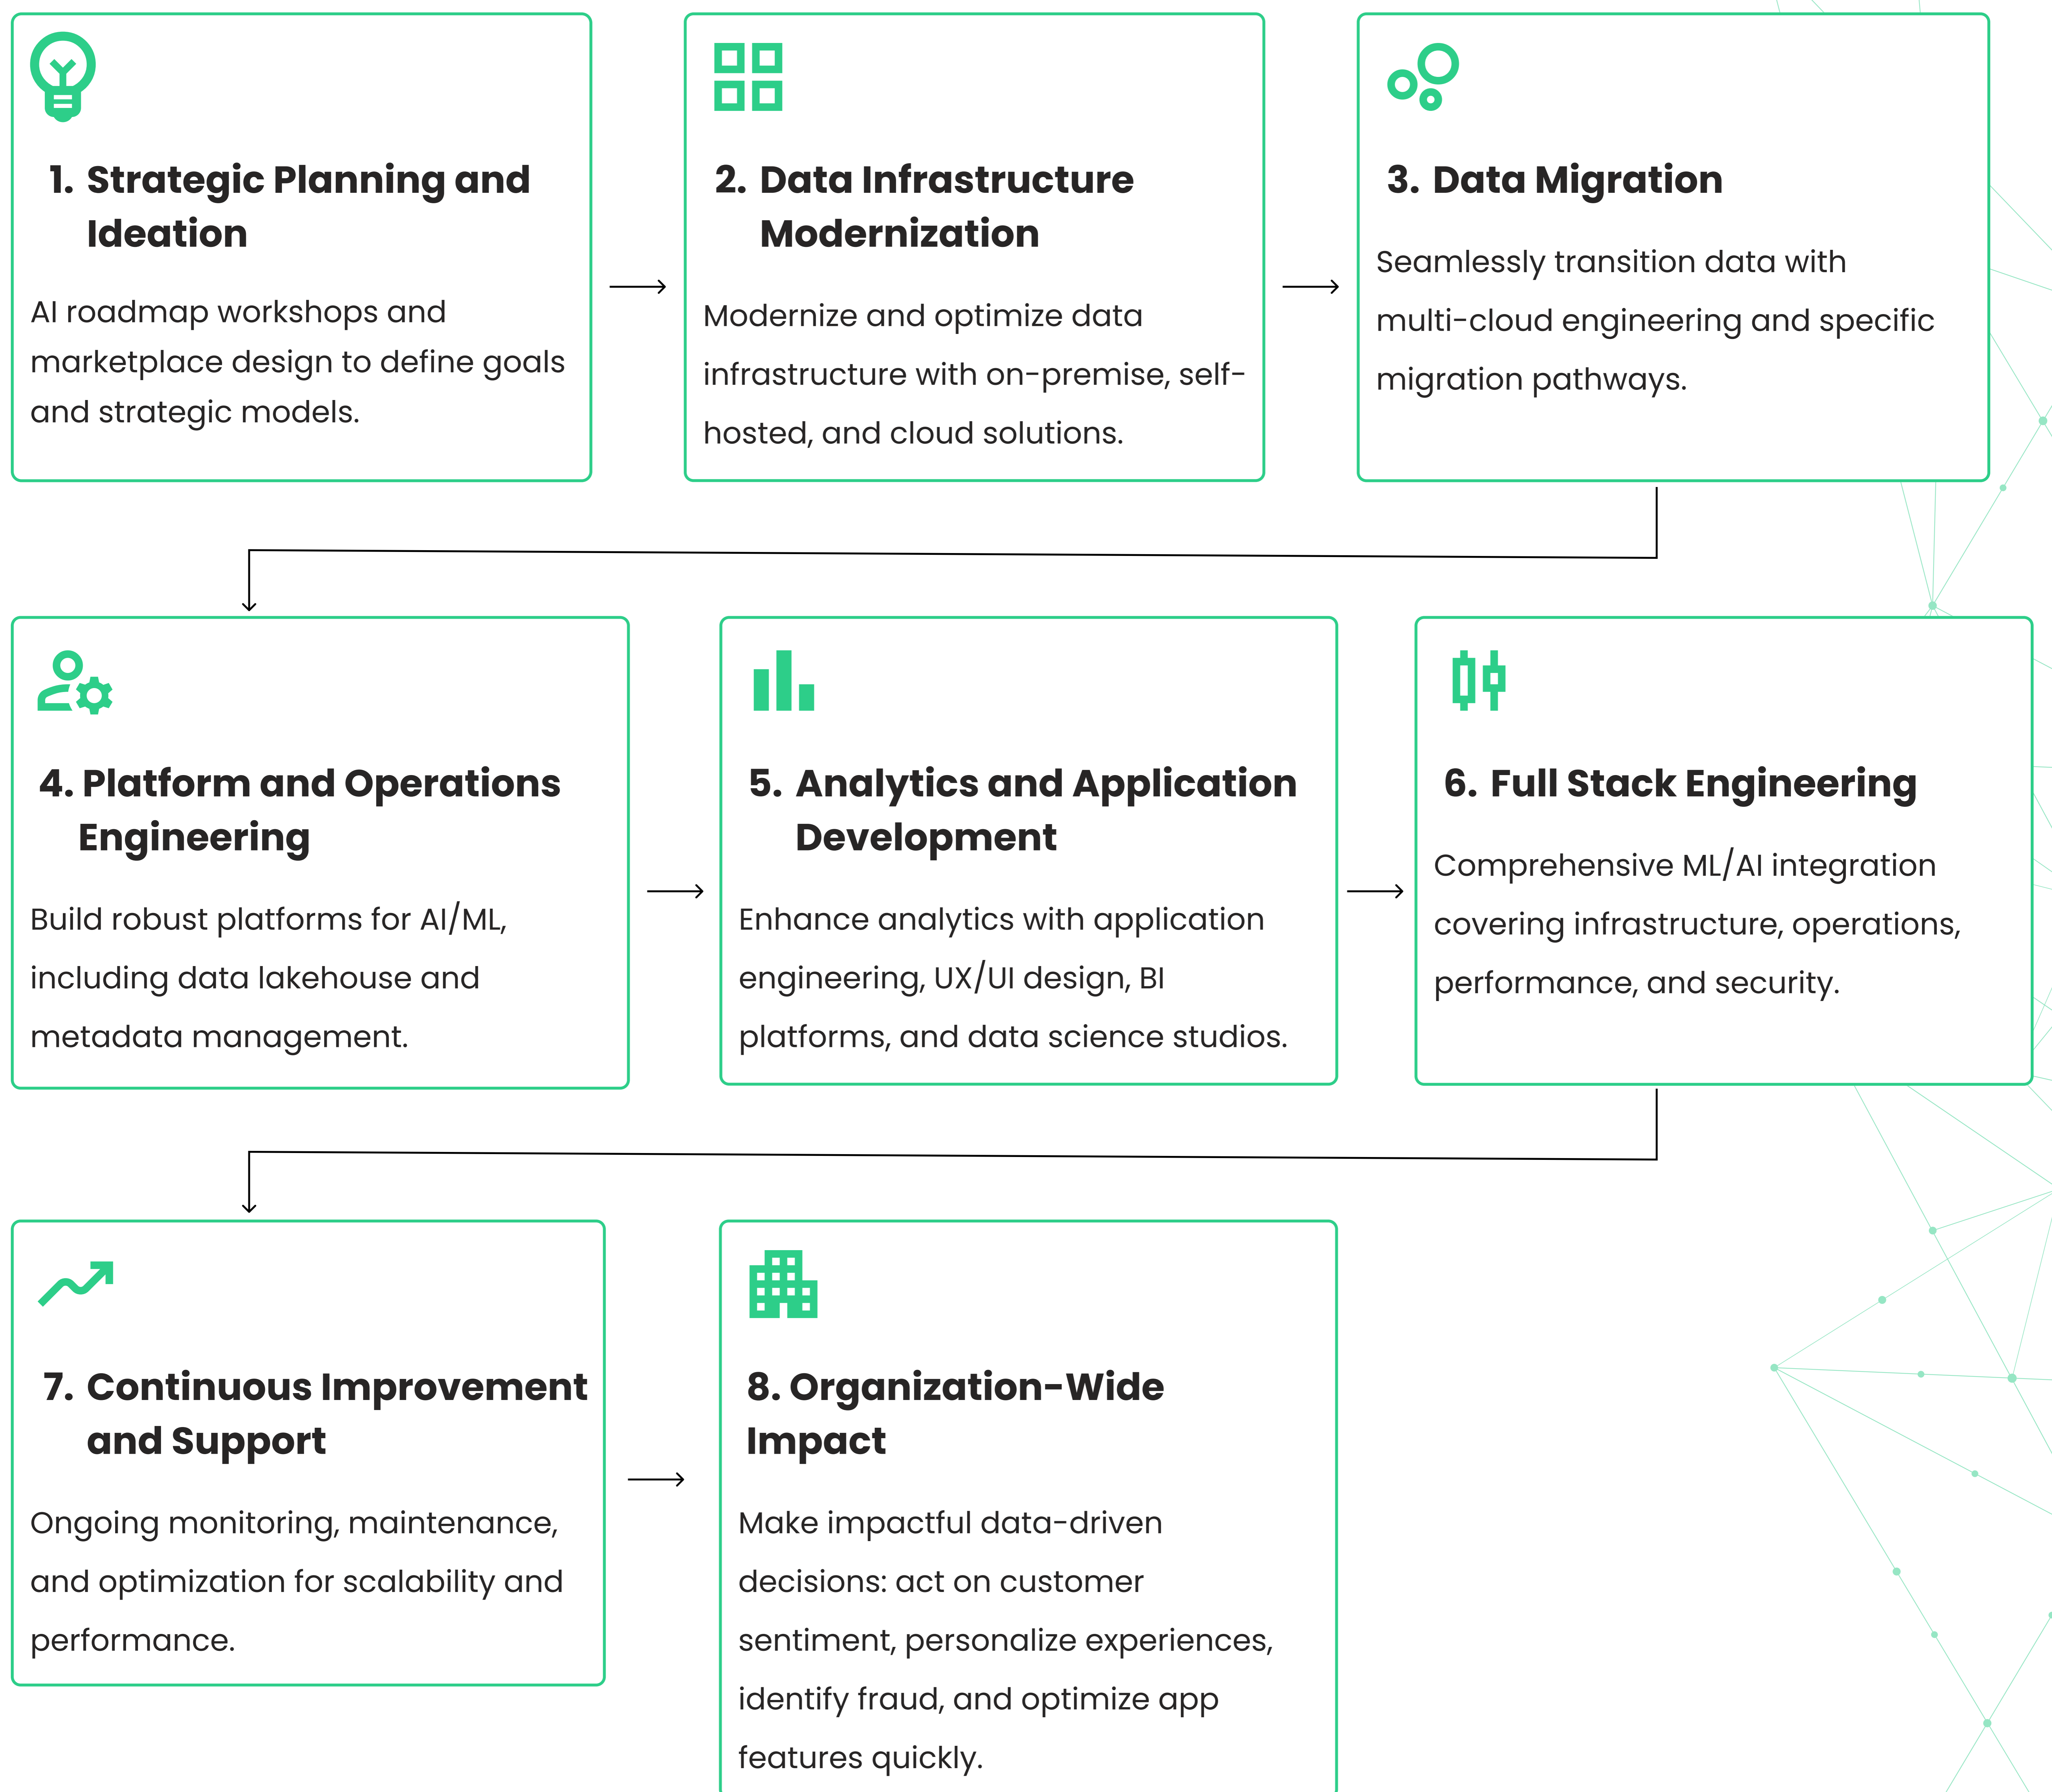 1. Strategic Planning and
Ideation
AI roadmap workshops and
marketplace design to define goals
and strategic models.
2. Data Infrastructure
Modernization
Modernize and optimize data
infrastructure with on-premise, self-
hosted, and cloud solutions.
3. Data Migration
Seamlessly transition data with
multi-cloud engineering and specific
migration pathways.
4. Platform and Operations
Engineering
Build robust platforms for AI/ML,
including data lakehouse and
metadata management.
5. Analytics and Application
Development
Enhance analytics with application
engineering, UX/UI design, BI
platforms, and data science studios.
6. Full Stack Engineering
Comprehensive ML/AI integration
covering infrastructure, operations,
performance, and security.
7. Continuous Improvement
and Support
Ongoing monitoring, maintenance,
and optimization for scalability and
performance.
8. Organization-Wide
Impact
Make impactful data-driven
decisions: act on customer
sentiment, personalize experiences,
identify fraud, and optimize app
features quickly.